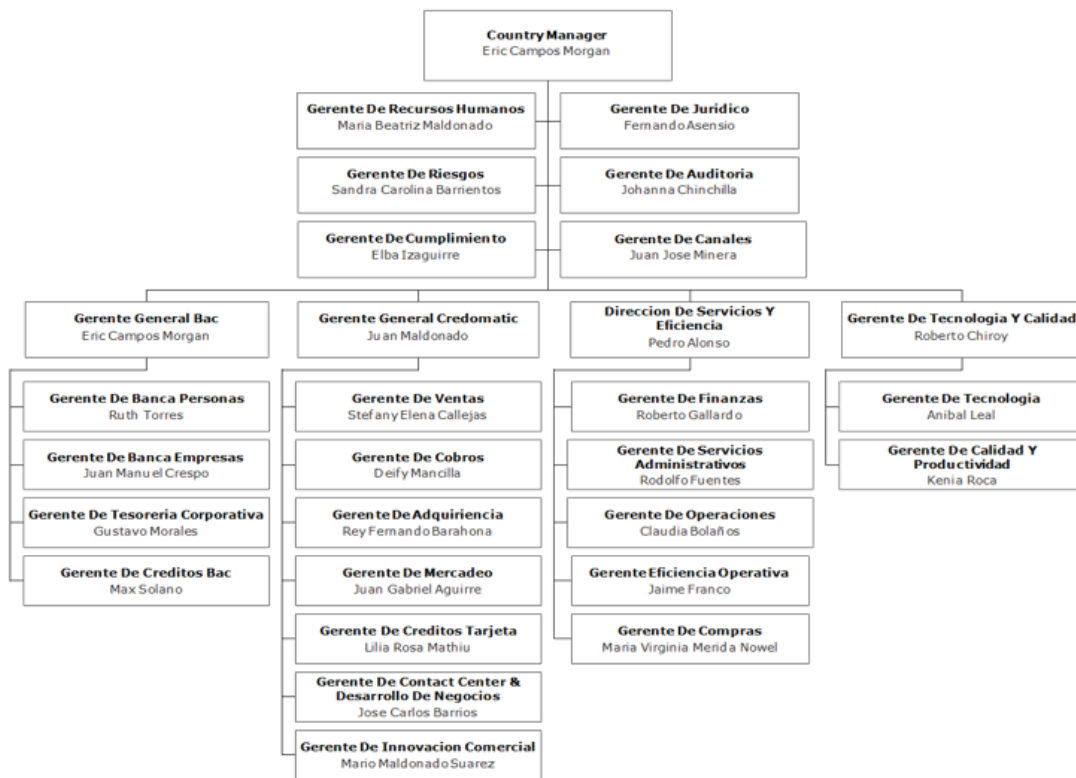 Country Manager
Eric Campos Morgan
Gerente De Recursos Humanos
Maria Beatriz Maldonado
Gerente De Juridico
Fernando Asensio
Gerente De Riesgos
Sandra Carolina Barrientos
Gerente De Auditoria
Johanna Chinchilla
Gerente De Cumplimiento
Elba Izaguirre
Gerente De Canales
Juan Jose Minera
Gerente General Bac
Eric Campos Morgan
Gerente De Banca Personas
Ruth Torres
Gerente De Banca Empresas
Juan Manuel Crespo
Gerente De Tesoreria Corporativa
Gustavo Morales
Gerente De Creditos Bac
Max Solano
Gerente General Credomatic
Juan Maldonado
Gerente De Ventas
Stefany Elena Callejas
Gerente De Cobros
Deify Mancilla
Gerente De Adquiriencia
Rey Fernando Barahona
Gerente De Mercadeo
Juan Gabriel Aguirre
Gerente De Creditos Tarjeta
Lilia Rosa Mathiu
Gerente De Contact Center &
Desarrollo De Negocios
Jose Carlos Barrios
Gerente De Innovacion Comercial
Mario Maldonado Suarez
Direccion De Servicios Y
Eficiencia
Pedro Alonso
Gerente De Finanzas
Roberto Gallardo
Gerente De Servicios
Administrativos
Rodolfo Fuentes
Gerente De Operaciones
Claudia Bolaños
Gerente Eficiencia Operativa
Jaime Franco
Gerente De Compras
Maria Virginia Merida Nowel
Gerente De Tecnologia Y Calidad
Roberto Chiroy
Gerente De Tecnologia
Anibal Leal
Gerente De Calidad Y
Productividad
Kenia Roca